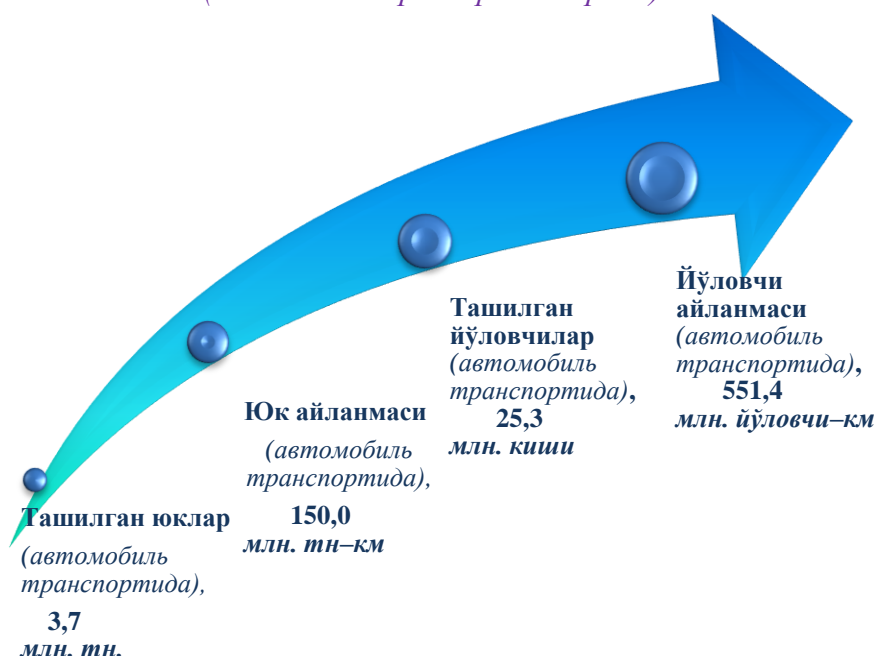 Йўловчи
айланмаси
(автомобиль
транспортида),
551,4
млн. йўловчи–км
Ташилган
йўловчилар
(автомобиль
транспортида),
25,3
млн. киши
Юк айланмаси
(автомобиль
транспортида),
150,0
млн. тн–км
Ташилган юклар
(автомобиль
транспортида),
3,7
млн. тн.